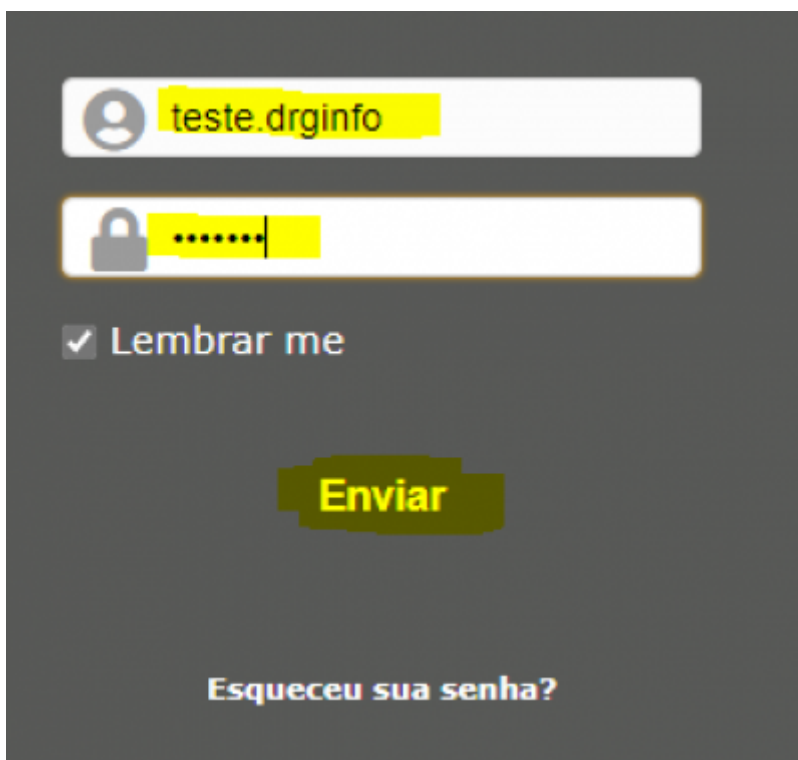 teste.drginfo
•••••••
Lembrar me
Enviar
Esqueceu sua senha?